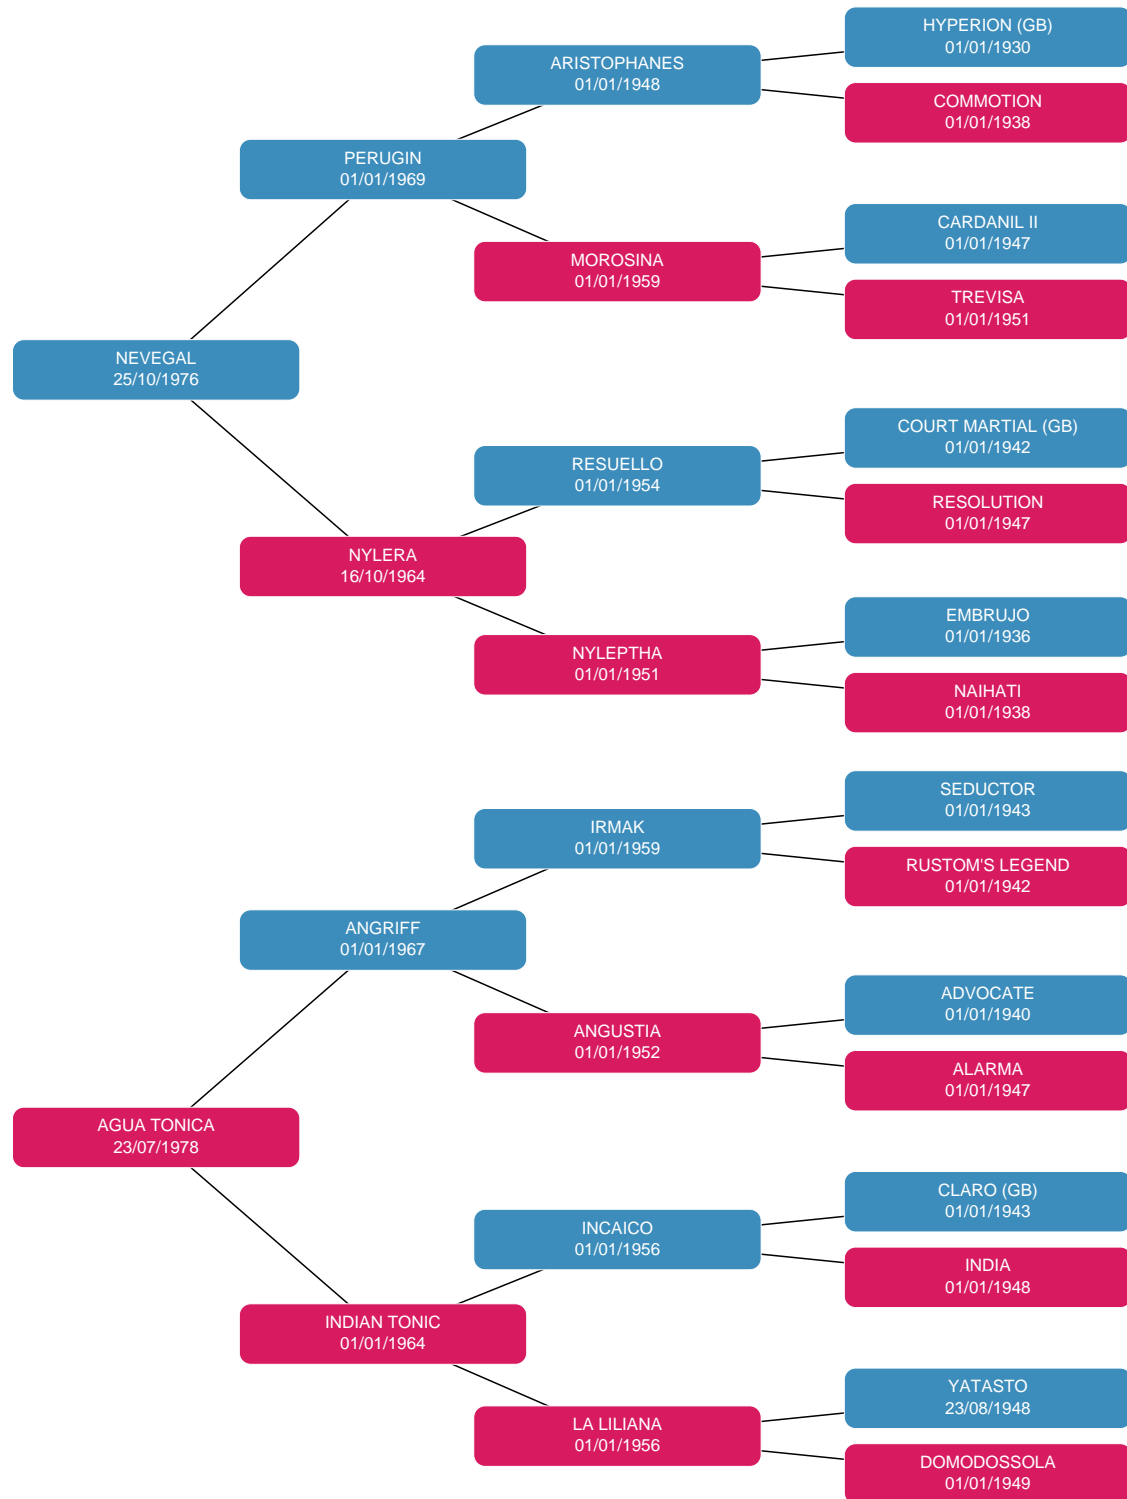 HYPERION (GB)
01/01/1930
ARISTOPHANES
01/01/1948
COMMOTION
01/01/1938
PERUGIN
01/01/1969
CARDANIL II
01/01/1947
MOROSINA
01/01/1959
TREVISA
01/01/1951
NEVEGAL
25/10/1976
COURT MARTIAL (GB)
01/01/1942
RESUELLO
01/01/1954
RESOLUTION
01/01/1947
NYLERA
16/10/1964
EMBRUJO
01/01/1936
NYLEPTHA
01/01/1951
NAIHATI
01/01/1938
SEDUCTOR
01/01/1943
IRMAK
01/01/1959
RUSTOM'S LEGEND
01/01/1942
ANGRIFF
01/01/1967
ADVOCATE
01/01/1940
ANGUSTIA
01/01/1952
ALARMA
01/01/1947
AGUA TONICA
23/07/1978
CLARO (GB)
01/01/1943
INCAICO
01/01/1956
INDIA
01/01/1948
INDIAN TONIC
01/01/1964
YATASTO
23/08/1948
LA LILIANA
01/01/1956
DOMODOSSOLA
01/01/1949